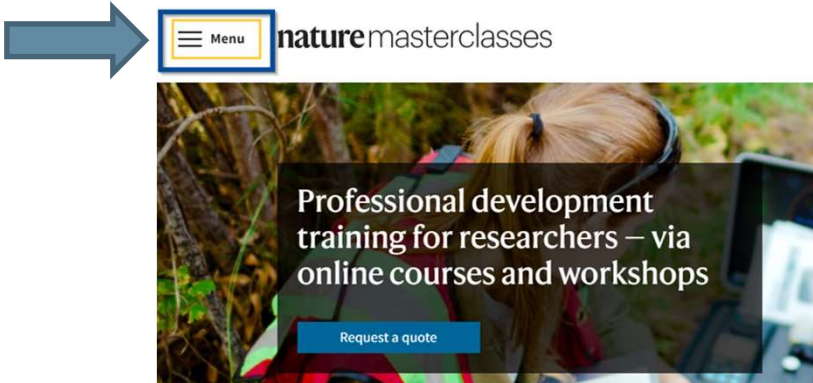 Menu
nature masterclasses
Professional development
training for researchers – via
online courses and workshops
Request a quote